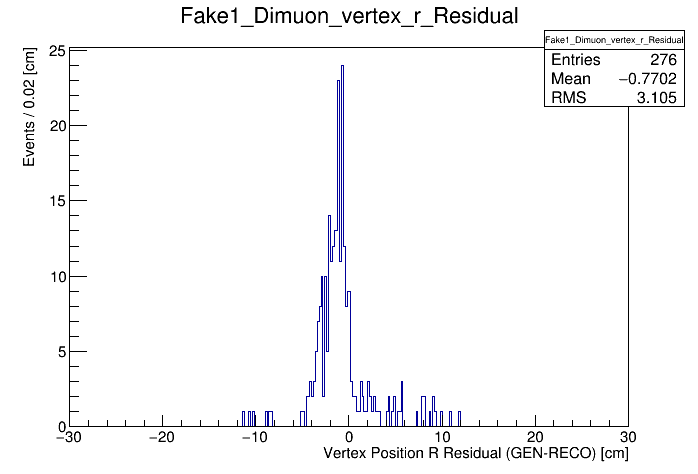 Fake1_Dimuon_vertex_r_Residual
Fake1_Dimuon_vertex_r_Residual
Entries 276
Mean −0.7702
RMS 3.105
Events / 0.02 [cm]
25
20
15
10
5
0
−30 −20 −10 0 10 20 30
Vertex Position R Residual (GEN-RECO) [cm]